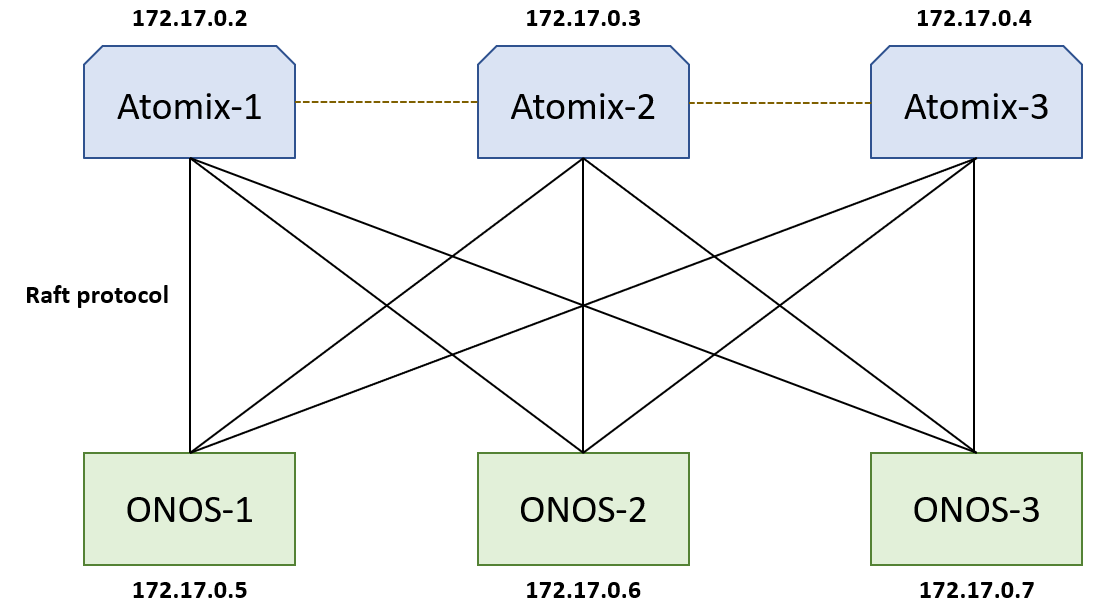 172.17.0.2
172.17.0.3
172.17.0.4
Atomix-1
Atomix-2
Atomix-3
Raft protocol
ONOS-1
ONOS-2
ONOS-3
172.17.0.5
172.17.0.6
172.17.0.7